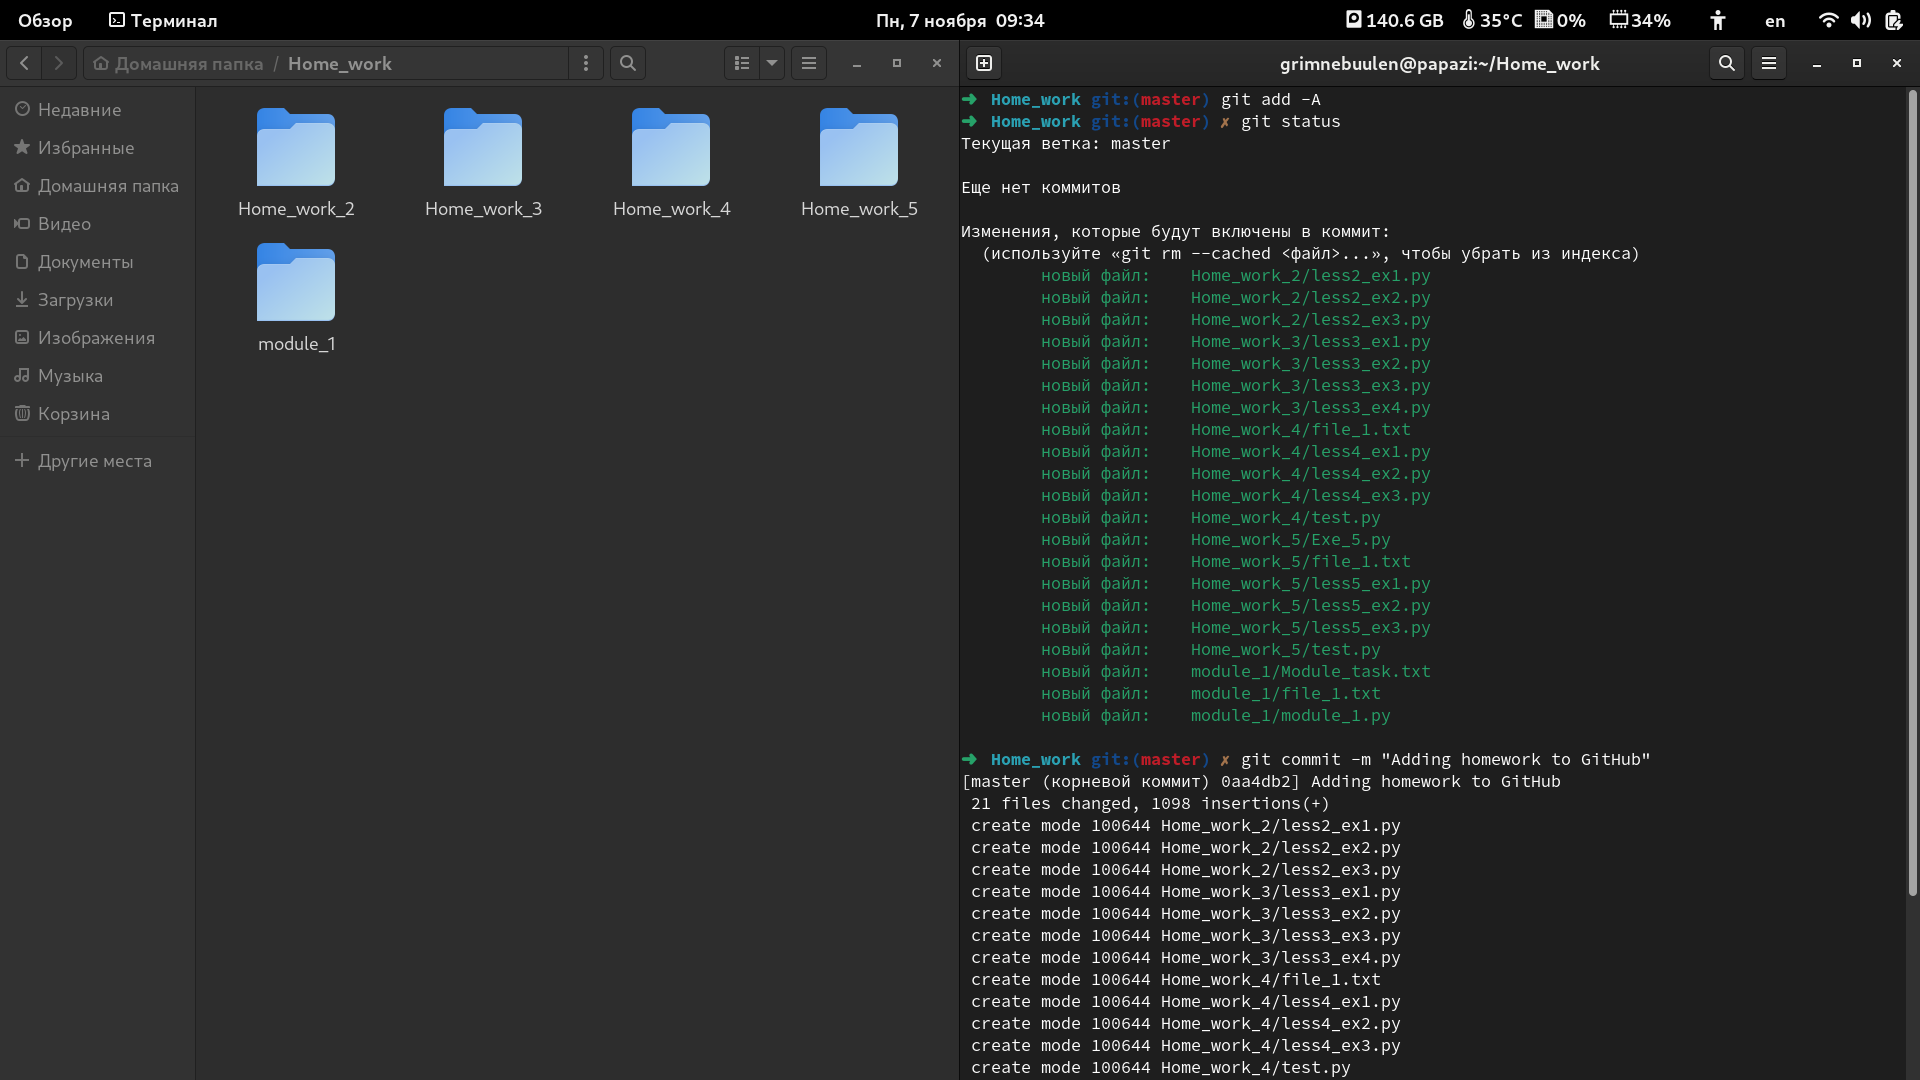 Обзор Терминал Пн, 7 ноября 09:34 140.6 GB 35°C 0% 34% en
Домашняя папка / Home_work
Недавние
Избранные
Домашняя папка
Видео
Документы
Загрузки
Изображения
Музыка
Корзина
Другие места
Home_work_2 Home_work_3 Home_work_4 Home_work_5
module_1
grimnebuulen@papazi:~/Home_work
➜ Home_work git:(master) git add -A
➜ Home_work git:(master) ✗ git status
Текущая ветка: master
Еще нет коммитов
Изменения, которые будут включены в коммит:
(используйте «git rm --cached <файл>...», чтобы убрать из индекса)
новый файл: Home_work_2/less2_ex1.py
новый файл: Home_work_2/less2_ex2.py
новый файл: Home_work_2/less2_ex3.py
новый файл: Home_work_3/less3_ex1.py
новый файл: Home_work_3/less3_ex2.py
новый файл: Home_work_3/less3_ex3.py
новый файл: Home_work_3/less3_ex4.py
новый файл: Home_work_4/file_1.txt
новый файл: Home_work_4/less4_ex1.py
новый файл: Home_work_4/less4_ex2.py
новый файл: Home_work_4/less4_ex3.py
новый файл: Home_work_4/test.py
новый файл: Home_work_5/Exe_5.py
новый файл: Home_work_5/file_1.txt
новый файл: Home_work_5/less5_ex1.py
новый файл: Home_work_5/less5_ex2.py
новый файл: Home_work_5/less5_ex3.py
новый файл: Home_work_5/test.py
новый файл: module_1/Module_task.txt
новый файл: module_1/file_1.txt
новый файл: module_1/module_1.py
➜ Home_work git:(master) ✗ git commit -m "Adding homework to GitHub"
[master (корневой коммит) 0aa4db2] Adding homework to GitHub
21 files changed, 1098 insertions(+)
create mode 100644 Home_work_2/less2_ex1.py
create mode 100644 Home_work_2/less2_ex2.py
create mode 100644 Home_work_2/less2_ex3.py
create mode 100644 Home_work_3/less3_ex1.py
create mode 100644 Home_work_3/less3_ex2.py
create mode 100644 Home_work_3/less3_ex3.py
create mode 100644 Home_work_3/less3_ex4.py
create mode 100644 Home_work_4/file_1.txt
create mode 100644 Home_work_4/less4_ex1.py
create mode 100644 Home_work_4/less4_ex2.py
create mode 100644 Home_work_4/less4_ex3.py
create mode 100644 Home_work_4/test.py